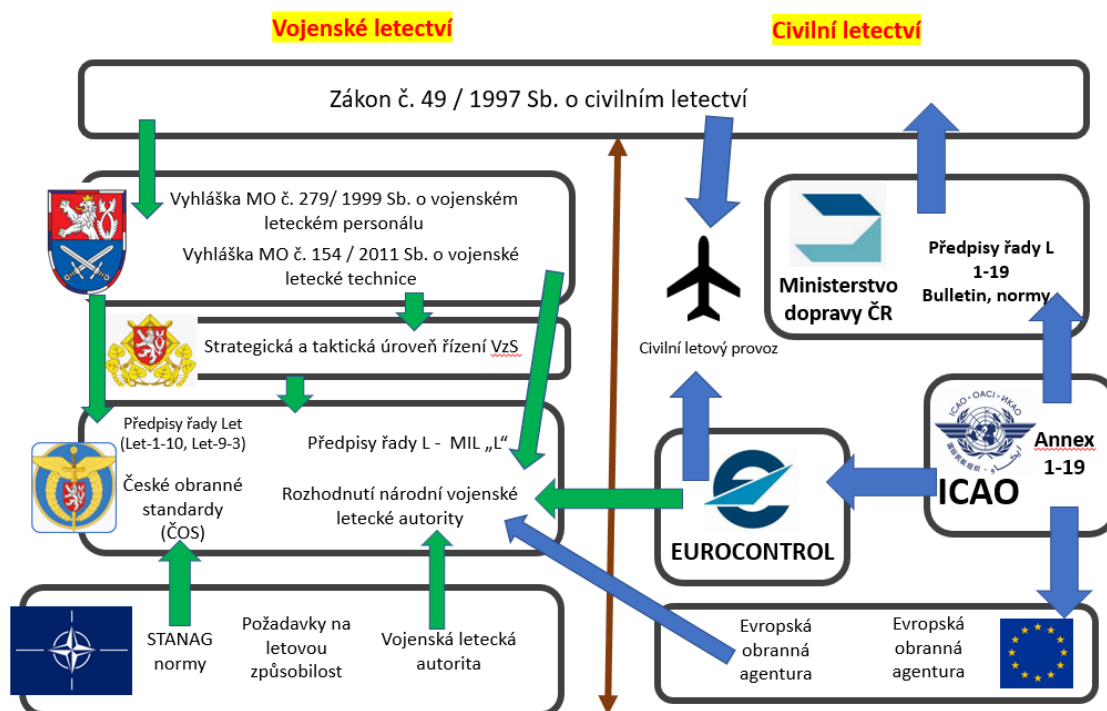 Vojenské letectví
Civilní letectví
Zákon č. 49 / 1997 Sb. o civilním letectví
Vyhláška MO č. 279/ 1999 Sb. o vojenském
leteckém personálu
Vyhláška MO č. 154 / 2011 Sb. o vojenské
letecké technice
Strategická a taktická úroveň řízení VzS
Předpisy řady Let
(Let-1-10, Let-9-3)
České obranné
standardy
(ČOS)
Předpisy řady L - MIL „L“
Rozhodnutí národní vojenské
letecké autority
STANAG
normy
Požadavky na
letovou
způsobilost
Vojenská letecká
autorita
Civilní letový provoz
Ministerstvo
dopravy ČR
Předpisy řady L
1-19
Bulletin, normy
EUROCONTROL
ICAO · OACI · ИКАО
ICAO
Annex
1-19
Evropská
obranná
agentura
Evropská
obranná
agentura